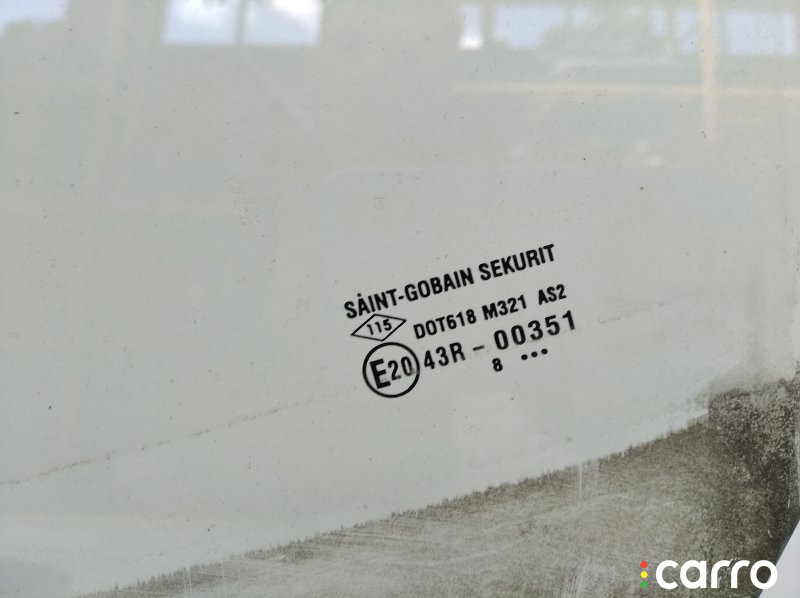 SAINT-GOBAIN SEKURIT
115 DOT618 M321 AS2
E20 43R - 00351
8 •••
carro